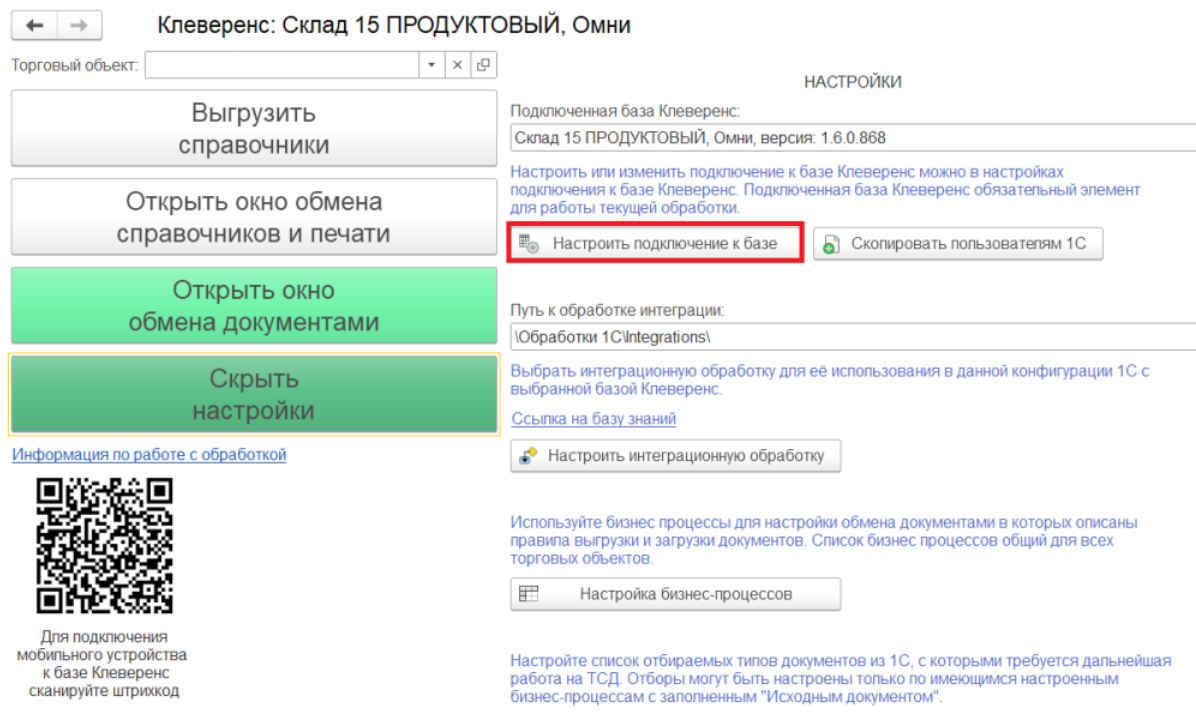 Клеверенс: Склад 15 ПРОДУКТОВЫЙ, Омни
Торговый объект:
Выгрузить
справочники
Открыть окно обмена
справочников и печати
Открыть окно
обмена документами
Скрыть
настройки
Информация по работе с обработкой
Для подключения
мобильного устройства
к базе Клеверенс
сканируйте штрихкод
НАСТРОЙКИ
Подключенная база Клеверенс:
Склад 15 ПРОДУКТОВЫЙ, Омни, версия: 1.6.0.868
Настроить или изменить подключение к базе Клеверенс можно в настройках
подключения к базе Клеверенс. Подключенная база Клеверенс обязательный элемент
для работы текущей обработки.
Настроить подключение к базе
Скопировать пользователям 1С
Путь к обработке интеграции:
\Обработки 1С\Integrations\
Выбрать интеграционную обработку для её использования в данной конфигурации 1С с
выбранной базой Клеверенс.
Ссылка на базу знаний
Настроить интеграционную обработку
Используйте бизнес процессы для настройки обмена документами в которых описаны
правила выгрузки и загрузки документов. Список бизнес процессов общий для всех
торговых объектов.
Настройка бизнес-процессов
Настройте список отбираемых типов документов из 1С, с которыми требуется дальнейшая
работа на ТСД. Отборы могут быть настроены только по имеющимся настроенным
бизнес-процессам с заполненным "Исходным документом".